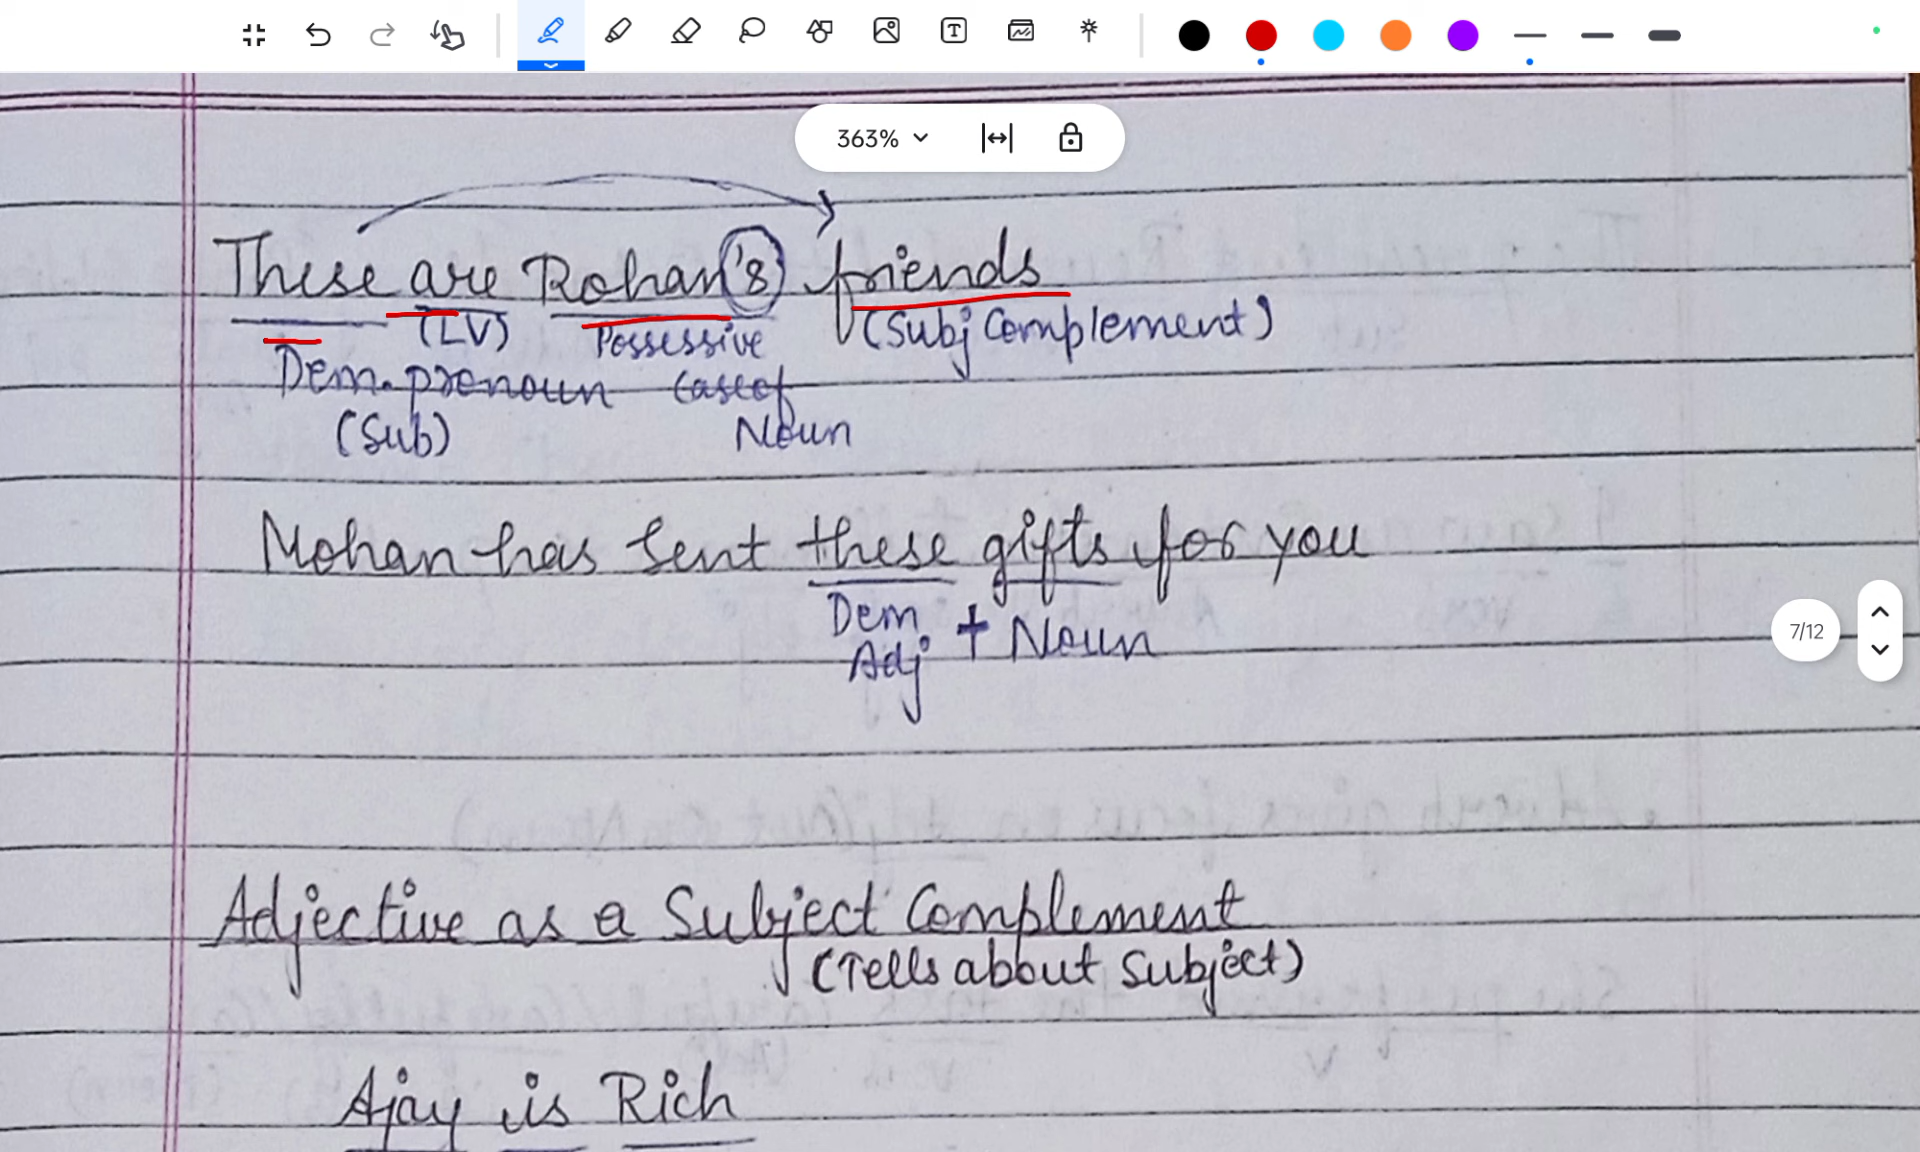 363%
These are Rohan's friends
(LV) Possessive (Subj Complement)
Dem. pronoun Case of
(Sub) Noun
Mohan has sent these gifts for you
Dem + Noun
Adj
7/12
Adjective as a Subject Complement
(Tells about Subject)
Ajay is Rich